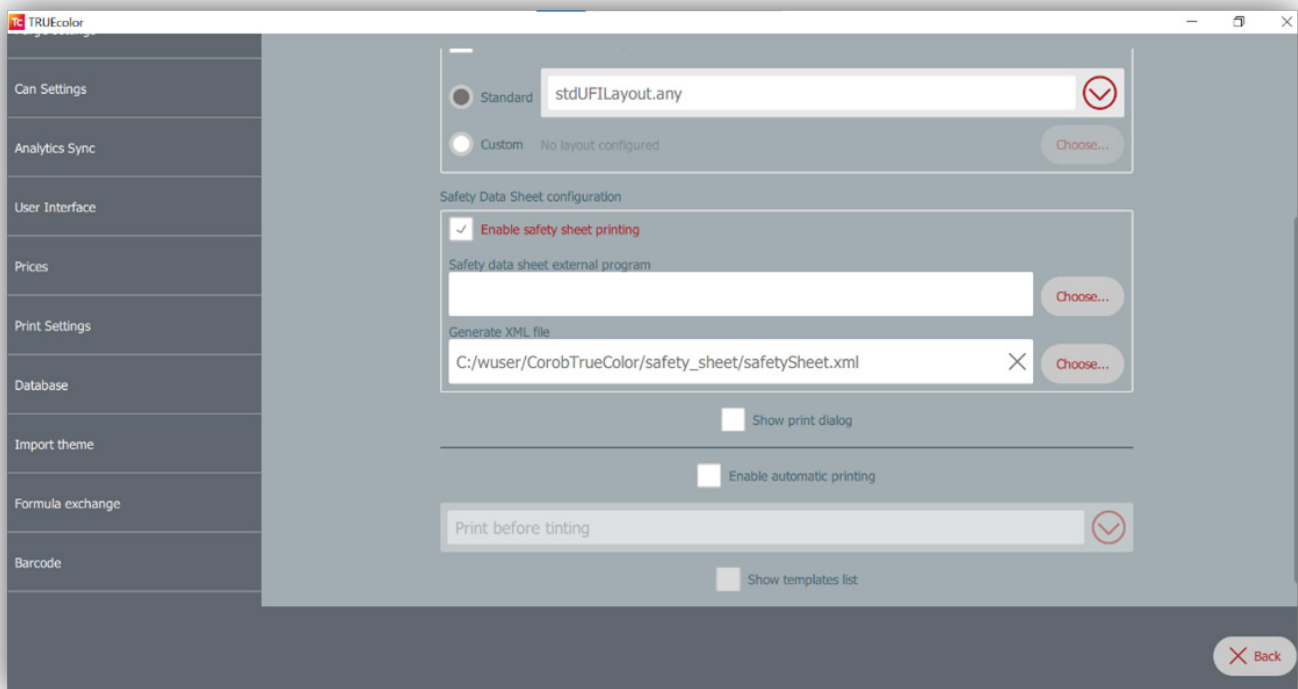 Tc TRUEcolor
Can Settings
Analytics Sync
User Interface
Prices
Print Settings
Database
Import theme
Formula exchange
Barcode
Standard stdUFILayout.any
Custom No layout configured Choose...
Safety Data Sheet configuration
Enable safety sheet printing
Safety data sheet external program
Choose...
Generate XML file
C:/wuser/CorobTrueColor/safety_sheet/safetySheet.xml Choose...
Show print dialog
Enable automatic printing
Print before tinting
Show templates list
Back